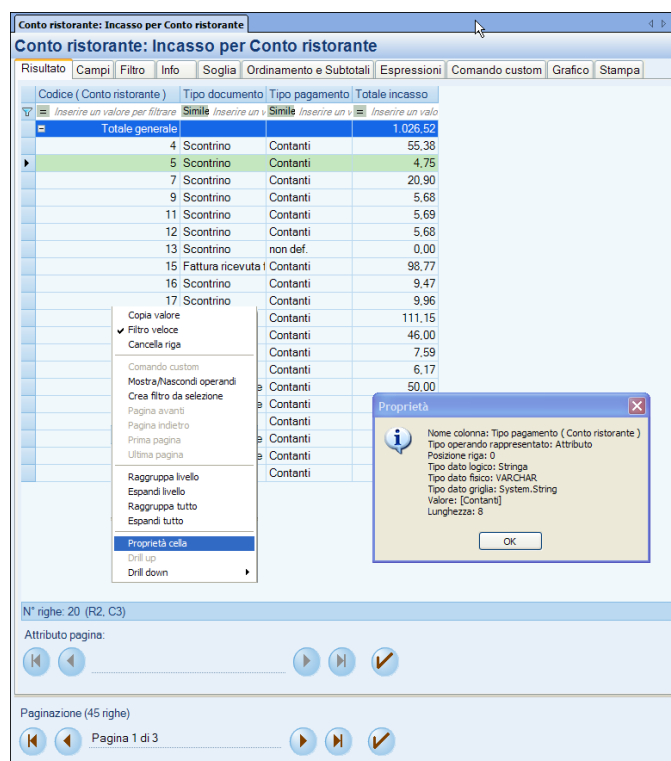 Conto ristorante: Incasso per Conto ristorante
Conto ristorante: Incasso per Conto ristorante
Risultato Campi Filtro Info Soglia Ordinamento e Subtotali Espressioni Comando custom Grafico Stampa
Codice ( Conto ristorante ) Tipo documento Tipo pagamento Totale incasso
= Inserire un valore per filtrare Simile Inserire un v Simile Inserire un v = Inserire un valo
Totale generale 1.026,52
4 Scontrino Contanti 55,38
5 Scontrino Contanti 4,75
7 Scontrino Contanti 20,90
9 Scontrino Contanti 5,68
11 Scontrino Contanti 5,69
12 Scontrino Contanti 5,68
13 Scontrino non def. 0,00
15 Fattura ricevuta f Contanti 98,77
16 Scontrino Contanti 9,47
17 Scontrino Contanti 9,96
Contanti 111,15
Contanti 46,00
Contanti 7,59
Contanti 6,17
e Contanti 50,00
e Contanti
Contanti
e Contanti
e Contanti
Contanti
Copia valore
Filtro veloce
Cancella riga
Comando custom
Mostra/Nascondi operandi
Crea filtro da selezione
Pagina avanti
Pagina indietro
Prima pagina
Ultima pagina
Raggruppa livello
Espandi livello
Raggruppa tutto
Espandi tutto
Proprietà cella
Drill up
Drill down
Proprietà
Nome colonna: Tipo pagamento ( Conto ristorante )
Tipo operando rappresentato: Attributo
Posizione riga: 0
Tipo dato logico: Stringa
Tipo dato fisico: VARCHAR
Tipo dato griglia: System.String
Valore: [Contanti]
Lunghezza: 8
OK
N° righe: 20 (R2, C3)
Attributo pagina:
Paginazione (45 righe)
Pagina 1 di 3